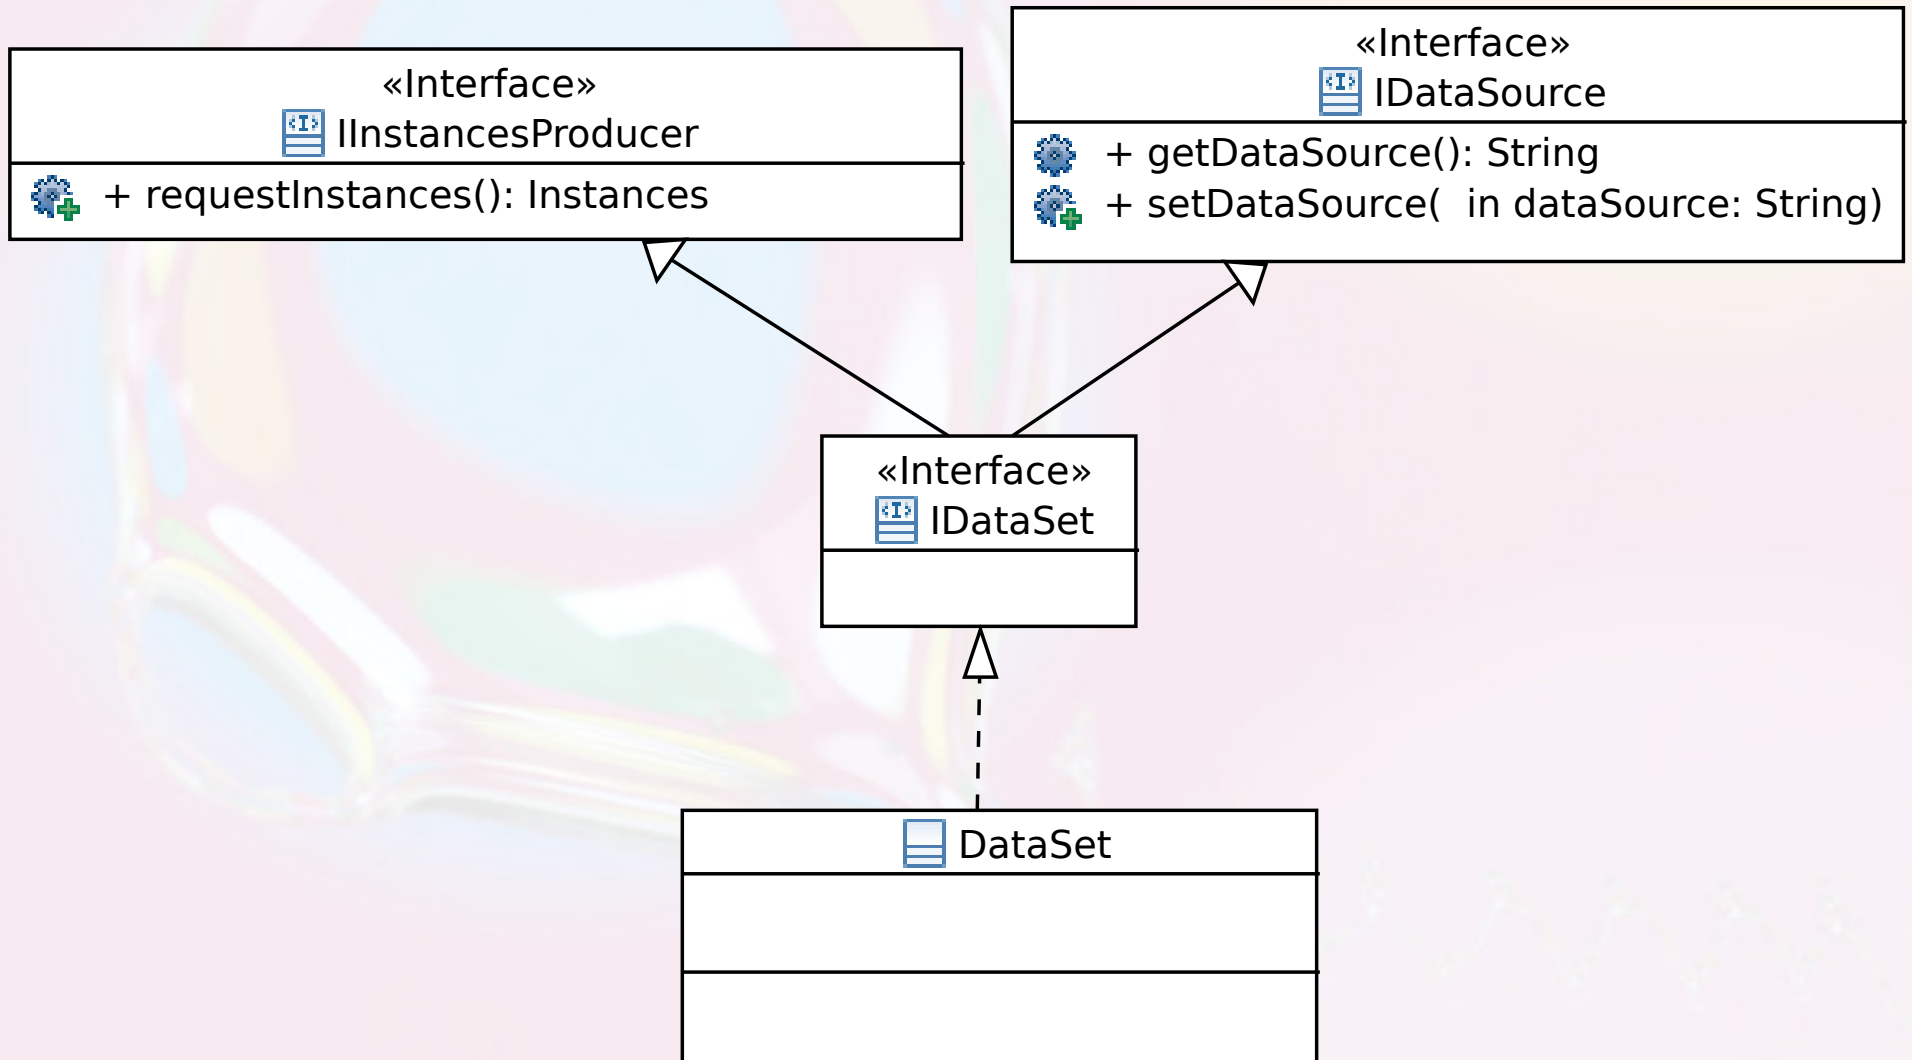 «Interface»
IInstancesProducer
+ requestInstances(): Instances
«Interface»
IDataSource
+ getDataSource(): String
+ setDataSource(  in dataSource: String)
«Interface»
IDataSet
DataSet